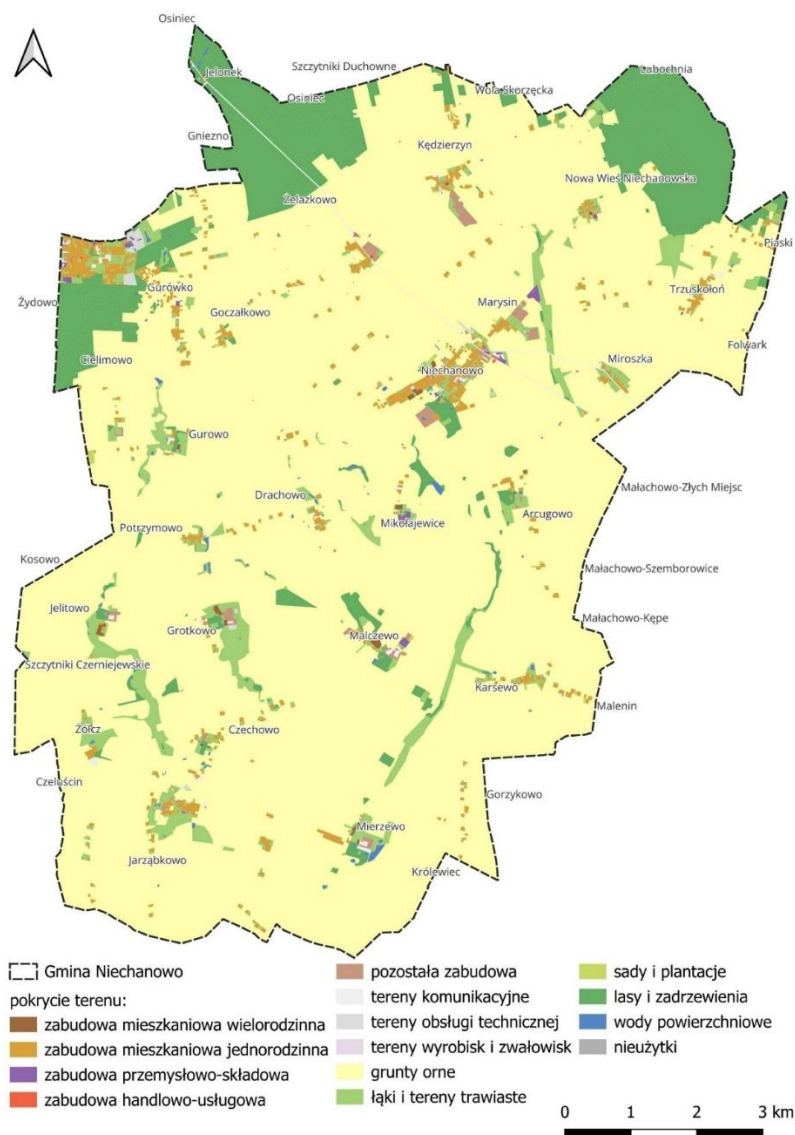 Osiniec
Jelonek
Szczytniki Duchowne
Osiniec
Wola Skorzęcka
Lubochnia
Gniezno
Kędzierzyn
Nowa Wieś Niechanowska
Żelazkowo
Piaski
Żydowo
Gurówko
Goczałkowo
Marysin
Trzuskołoń
Cielimowo
Niechanowo
Miroszka
Folwark
Gurowo
Drachowo
Mikołajewice
Arcugowo
Małachowo-Złych Miejsc
Potrzymowo
Kosowo
Małachowo-Szemborowice
Jelitowo
Grotkowo
Malczewo
Małachowo-Kępe
Szczytniki Czerniejewskie
Karsewo
Malenin
Żółcz
Czechowo
Czeluścin
Gorzykowo
Mierzewo
Jarząbkowo
Królewiec
Gmina Niechanowo
pokrycie terenu:
zabudowa mieszkaniowa wielorodzinna
zabudowa mieszkaniowa jednorodzinna
zabudowa przemysłowo-składowa
zabudowa handlowo-usługowa
pozostała zabudowa
tereny komunikacyjne
tereny obsługi technicznej
tereny wyrobisk i zwałowisk
grunty orne
łąki i tereny trawiaste
sady i plantacje
lasy i zadrzewienia
wody powierzchniowe
nieużytki
0 1 2 3 km